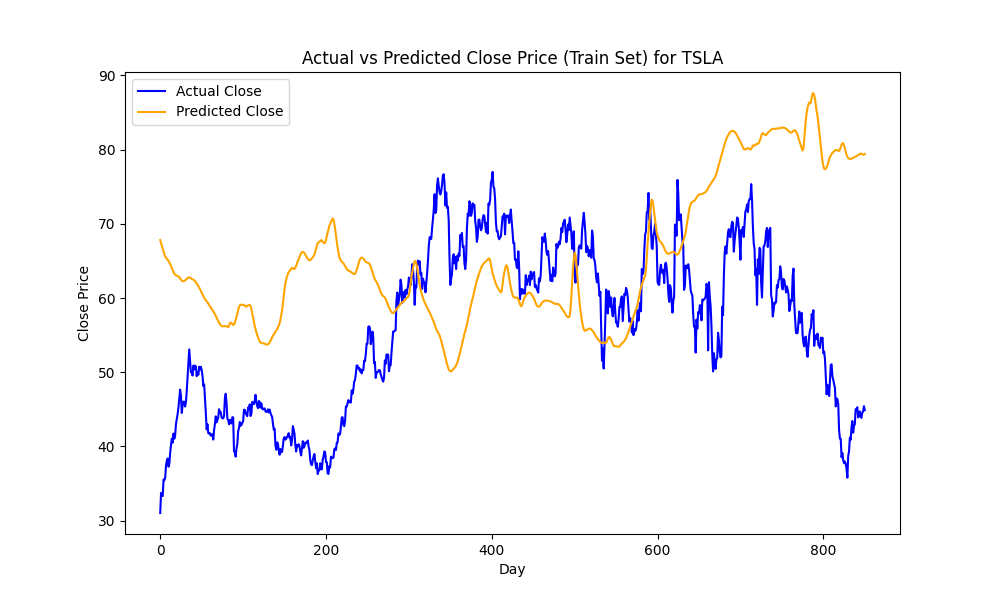 Actual vs Predicted Close Price (Train Set) for TSLA
Actual Close
Predicted Close
90
80
70
60
50
40
30
Close Price
0 200 400 600 800
Day